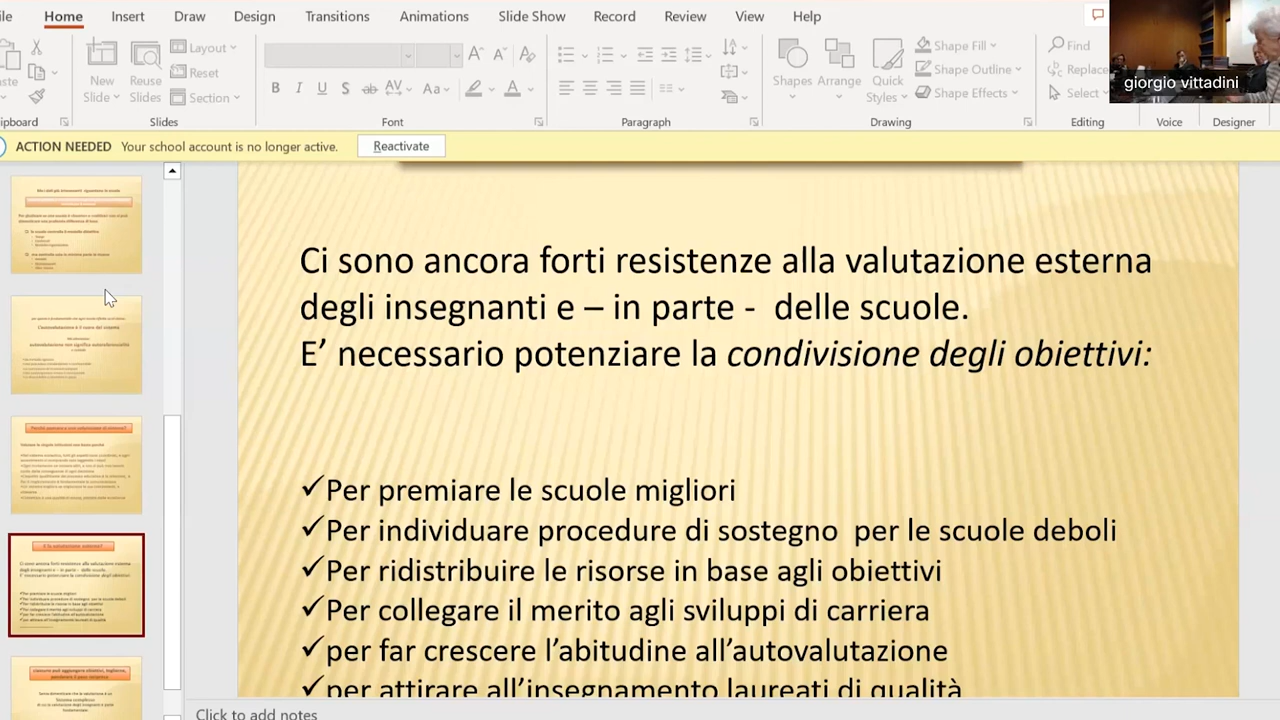 Home Insert Draw Design Transitions Animations Slide Show Record Review View Help
Layout
Reset
Section
New
Slide
Reuse
Slides
Slides
Font
Paragraph
Shapes
Arrange
Quick
Styles
Shape Fill
Shape Outline
Shape Effects
Drawing
Find
Replace
Select
Editing
Voice
Designer
giorgio vittadini
ACTION NEEDED Your school account is no longer active. Reactivate
Ci sono ancora forti resistenze alla valutazione esterna
degli insegnanti e – in parte - delle scuole.
E’ necessario potenziare la condivisione degli obiettivi:
✓Per premiare le scuole migliori
✓Per individuare procedure di sostegno per le scuole deboli
✓Per ridistribuire le risorse in base agli obiettivi
✓Per collegare il merito agli sviluppi di carriera
✓per far crescere l’abitudine all’autovalutazione
✓per attirare all’insegnamento laureati di qualità
Click to add notes